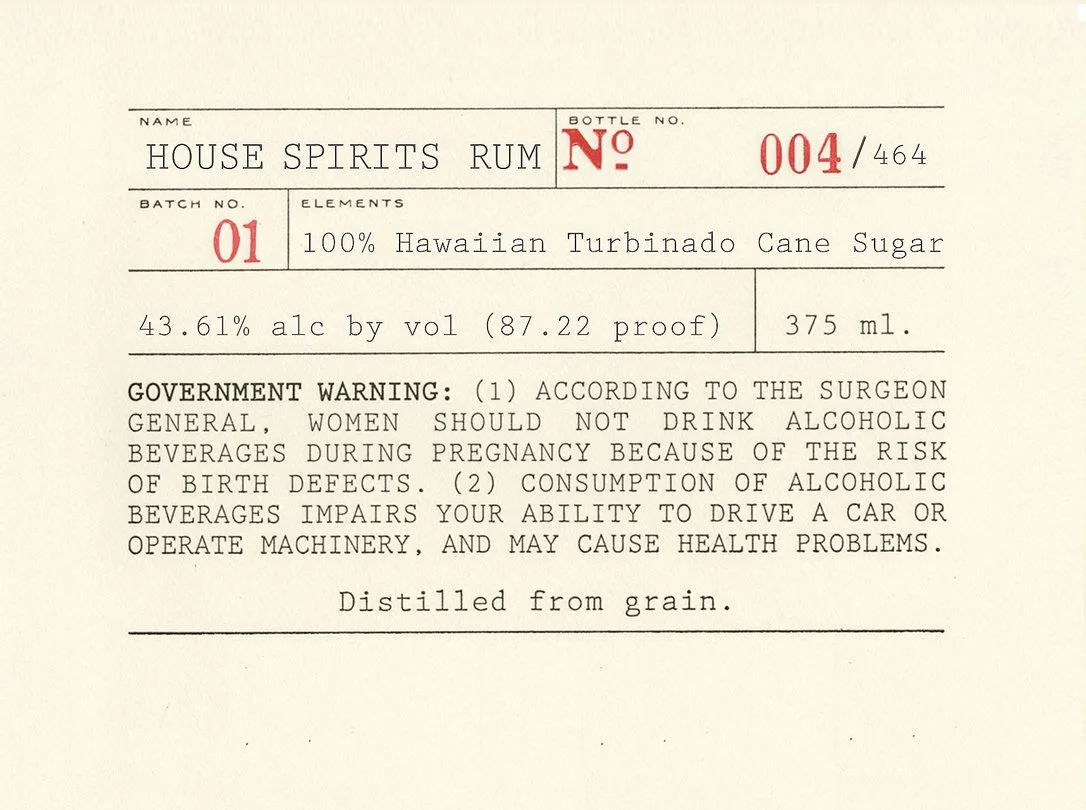 NAME
HOUSE SPIRITS RUM
BOTTLE NO.
Nº 004/464
BATCH NO.
01
ELEMENTS
100% Hawaiian Turbinado Cane Sugar
43.61% alc by vol (87.22 proof)
375 ml.
GOVERNMENT WARNING: (1) ACCORDING TO THE SURGEON
GENERAL, WOMEN SHOULD NOT DRINK ALCOHOLIC
BEVERAGES DURING PREGNANCY BECAUSE OF THE RISK
OF BIRTH DEFECTS. (2) CONSUMPTION OF ALCOHOLIC
BEVERAGES IMPAIRS YOUR ABILITY TO DRIVE A CAR OR
OPERATE MACHINERY, AND MAY CAUSE HEALTH PROBLEMS.
Distilled from grain.